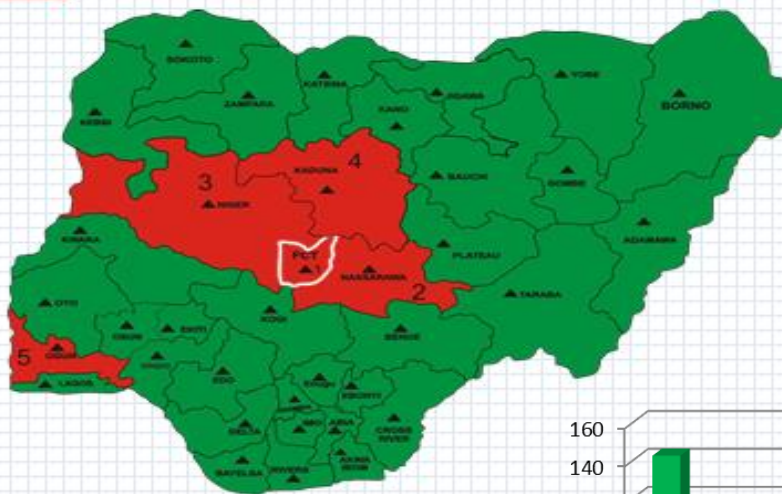 SOKOTO
KATSINA
YOBE
JIGAWA
ZAMFARA
KANO
BORNO
KEBBI
4
KADUNA
3
NIGER
BAUCHI
GOMBE
KWARA
FCT
1
PLATEAU
ADAMAWA
NASSARAWA
2
TARABA
OYO
KOGI
OSUN
EKITI
BENUE
5
OGUN
ONDO
LAGOS
EDO
ENUGU
EBONYI
DELTA
IMO
ABIA
CROSS
RIVER
BAYELSA
RIVERS
AKWA
IBOM
160
140